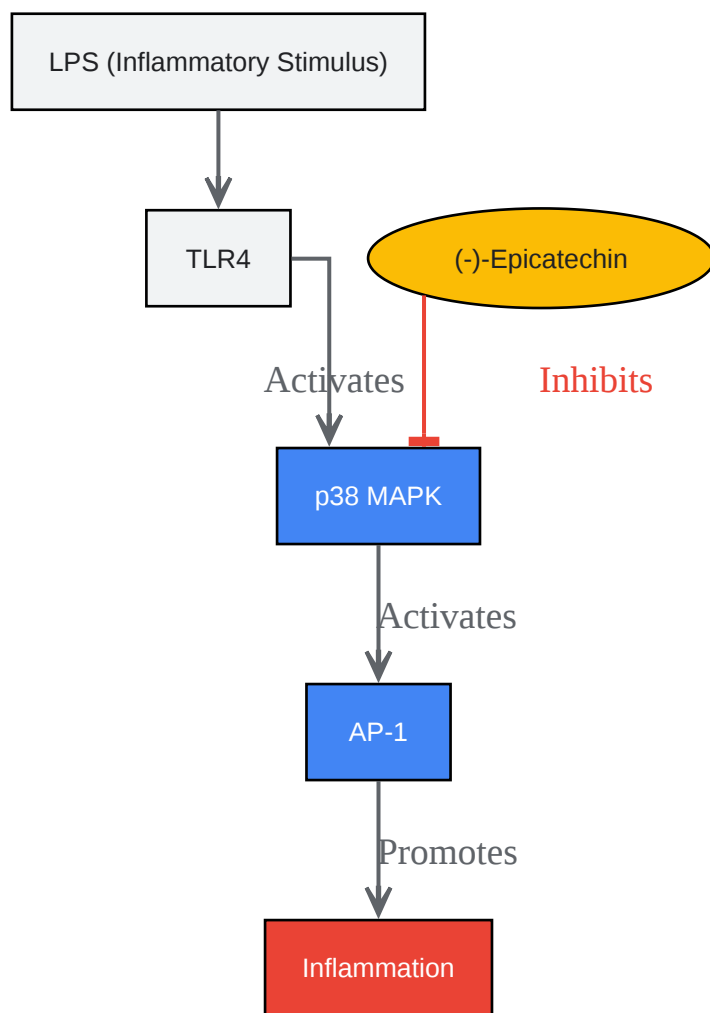 LPS (Inflammatory Stimulus)
TLR4
(-)-Epicatechin
Activates
Inhibits
p38 MAPK
Activates
AP-1
Promotes
Inflammation